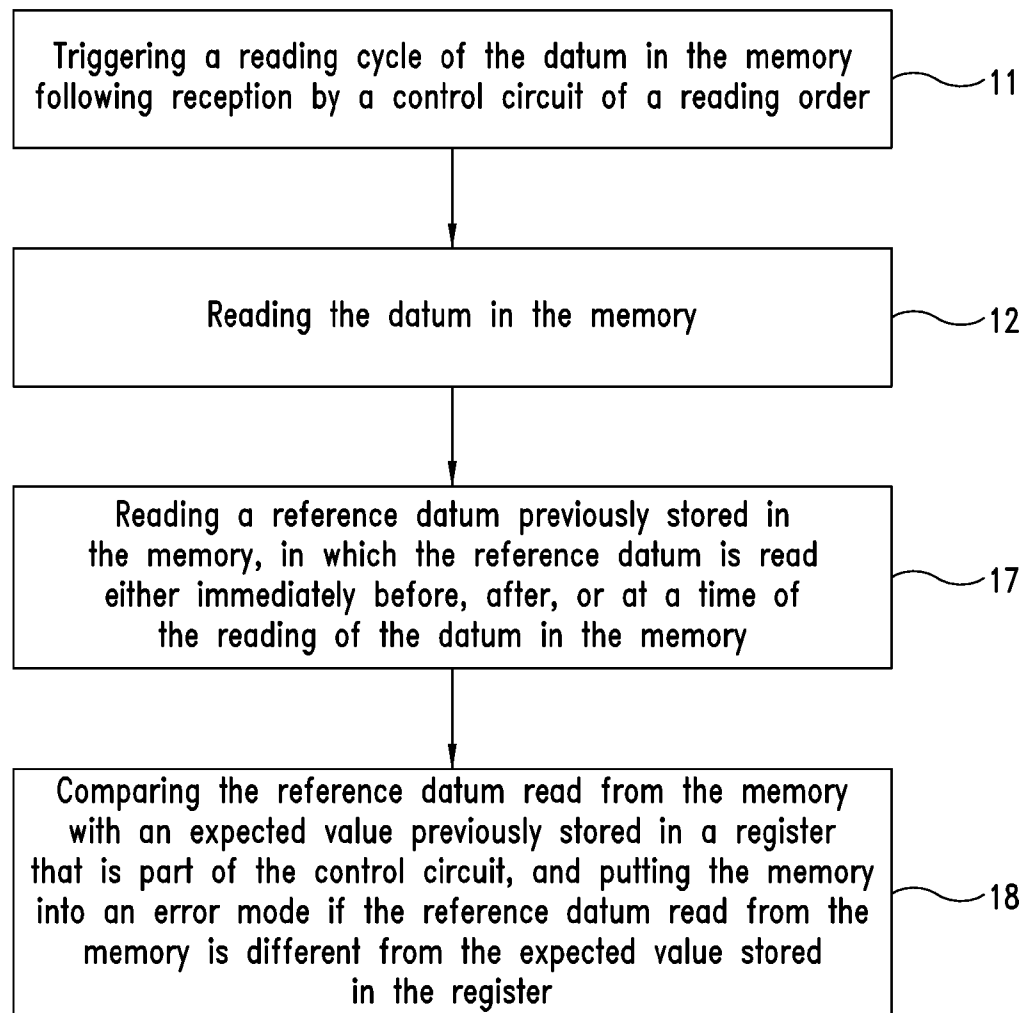 Triggering a reading cycle of the datum in the memory
following reception by a control circuit of a reading order
11
Reading the datum in the memory
12
Reading a reference datum previously stored in
the memory, in which the reference datum is read
either immediately before, after, or at a time of
the reading of the datum in the memory
17
Comparing the reference datum read from the memory
with an expected value previously stored in a register
that is part of the control circuit, and putting the memory
into an error mode if the reference datum read from the
memory is different from the expected value stored
in the register
18